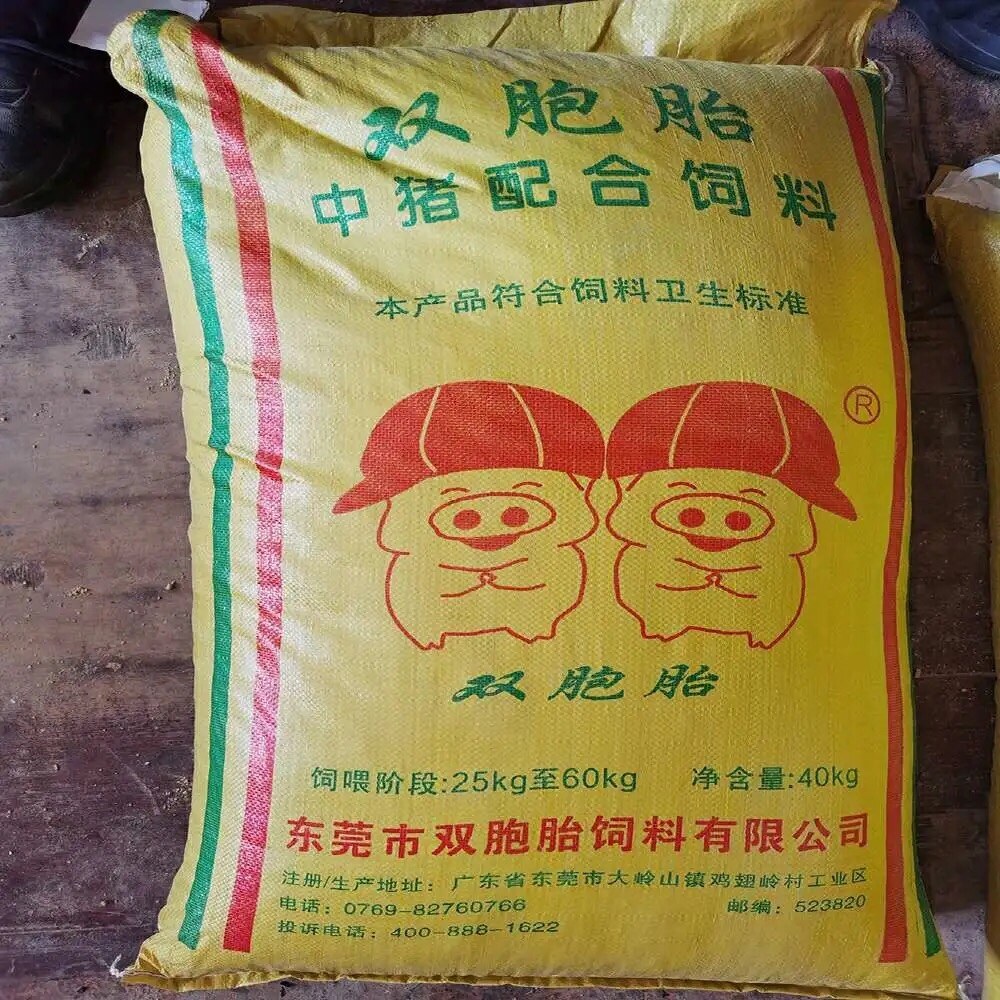 双胞胎
中猪配合饲料
本产品符合饲料卫生标准
®
双胞胎
饲喂阶段:25kg至60kg 净含量:40kg
东莞市双胞胎饲料有限公司
注册/生产地址：广东省东莞市大岭山镇鸡翅岭村工业区
电话：0769-82760766 邮编：523820
投诉电话：400-888-1622